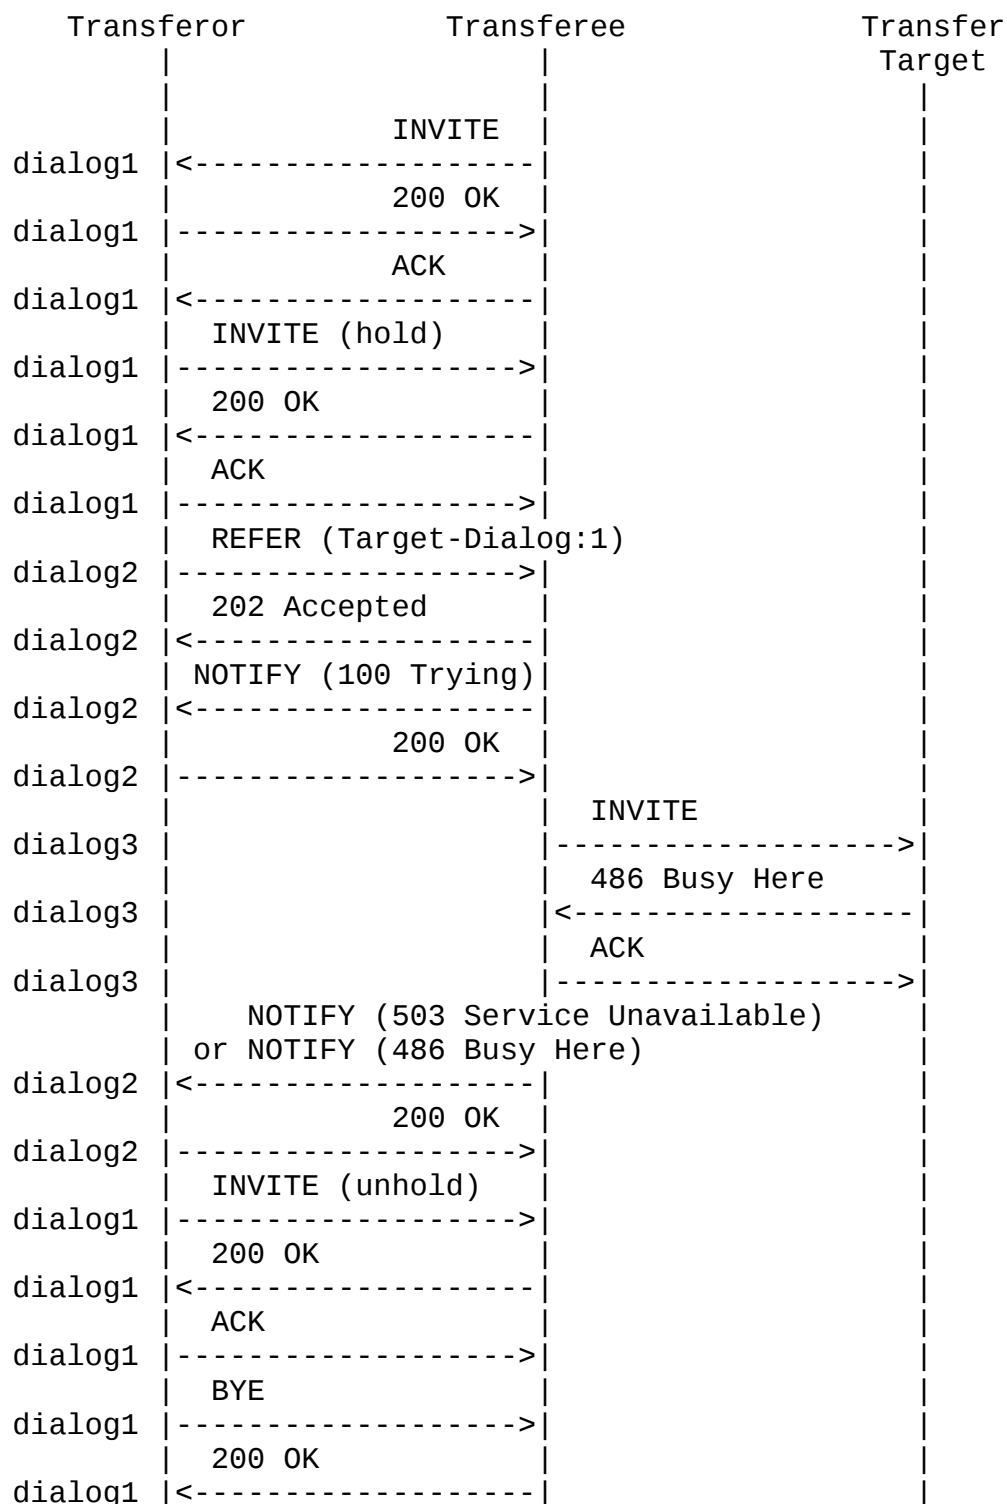 Transferor           Transferee             Transfer
         |                    |                  Target
         |                    |                    |
         |            INVITE  |                    |
dialog1  |<-------------------|                    |
         |            200 OK  |                    |
dialog1  |------------------->|                    |
         |            ACK     |                    |
dialog1  |<-------------------|                    |
         |  INVITE (hold)     |                    |
dialog1  |------------------->|                    |
         |  200 OK            |                    |
dialog1  |<-------------------|                    |
         |  ACK               |                    |
dialog1  |------------------->|                    |
         |  REFER (Target-Dialog:1)                |
dialog2  |------------------->|                    |
         |  202 Accepted      |                    |
dialog2  |<-------------------|                    |
         | NOTIFY (100 Trying)|                    |
dialog2  |<-------------------|                    |
         |            200 OK  |                    |
dialog2  |------------------->|                    |
         |                    |  INVITE            |
dialog3  |                    |------------------->|
         |                    |  486 Busy Here     |
dialog3  |                    |<-------------------|
         |                    |  ACK               |
dialog3  |                    |------------------->|
         |    NOTIFY (503 Service Unavailable)     |
         | or NOTIFY (486 Busy Here)               |
dialog2  |<-------------------|                    |
         |            200 OK  |                    |
dialog2  |------------------->|                    |
         |  INVITE (unhold)   |                    |
dialog1  |------------------->|                    |
         |  200 OK            |                    |
dialog1  |<-------------------|                    |
         |  ACK               |                    |
dialog1  |------------------->|                    |
         |  BYE               |                    |
dialog1  |------------------->|                    |
         |  200 OK            |                    |
dialog1  |<-------------------|                    |